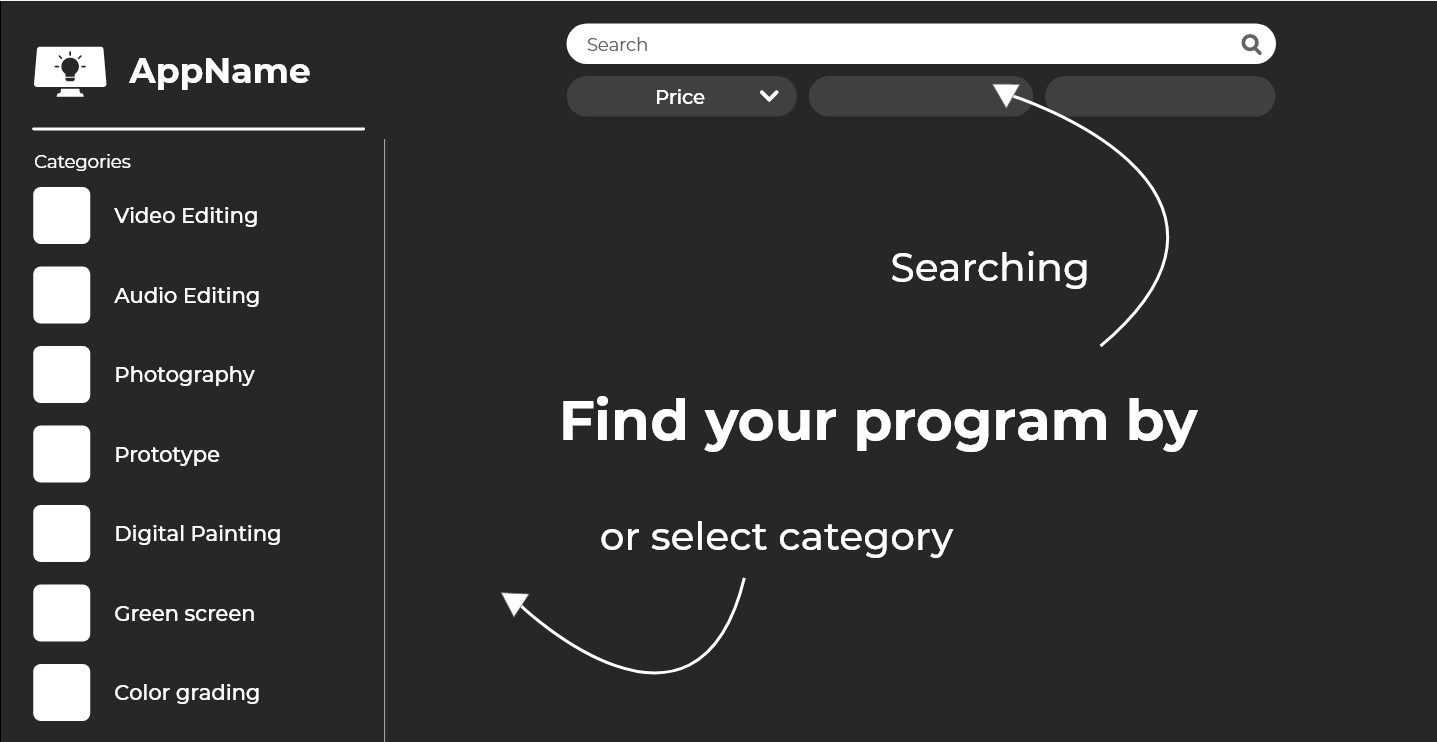 AppName
Search
Price
Categories
Video Editing
Audio Editing
Photography
Prototype
Digital Painting
Green screen
Color grading
Searching
Find your program by
or select category